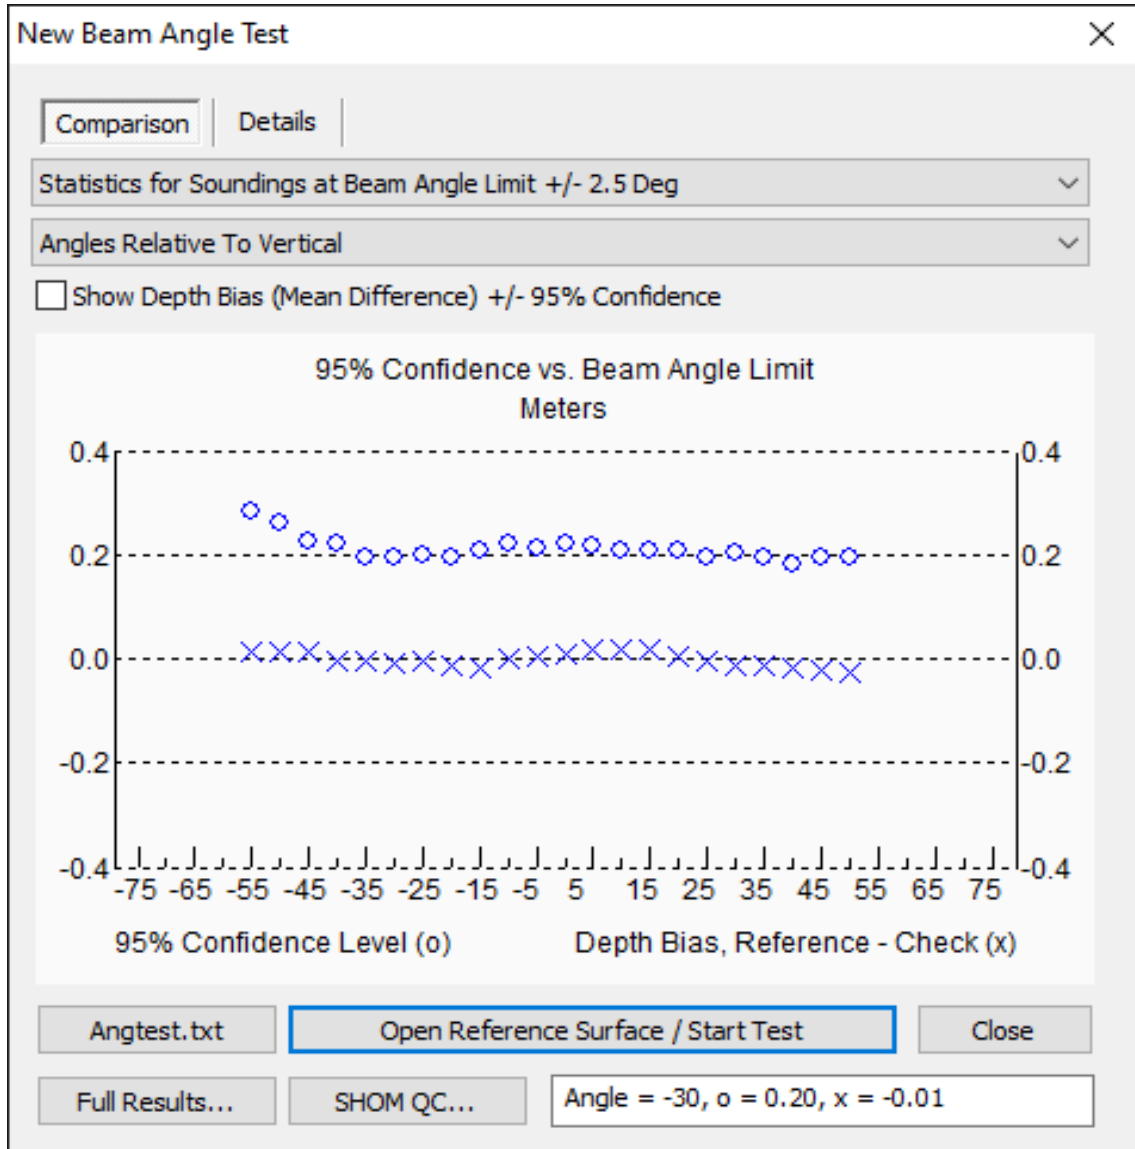 New Beam Angle Test
Comparison Details
Statistics for Soundings at Beam Angle Limit +/- 2.5 Deg
Angles Relative To Vertical
Show Depth Bias (Mean Difference) +/- 95% Confidence
95% Confidence vs. Beam Angle Limit
Meters
0.4 0.4
0.2 0.2
0.0 0.0
-0.2 -0.2
-0.4 -0.4
-75 -65 -55 -45 -35 -25 -15 -5 5 15 25 35 45 55 65 75
95% Confidence Level (o) Depth Bias, Reference - Check (x)
Angtest.txt Open Reference Surface / Start Test Close
Full Results... SHOM QC... Angle = -30, o = 0.20, x = -0.01